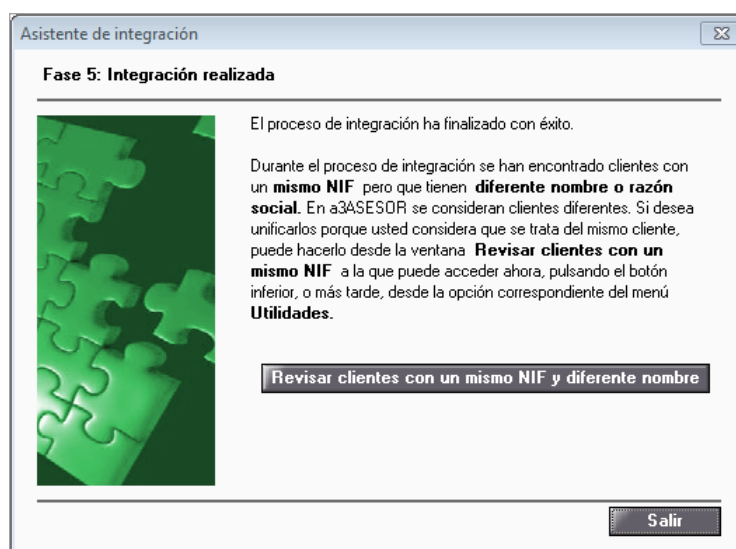 Asistente de integración
Fase 5: Integración realizada
El proceso de integración ha finalizado con éxito.
Durante el proceso de integración se han encontrado clientes con
un mismo NIF pero que tienen diferente nombre o razón
social. En a3ASESOR se consideran clientes diferentes. Si desea
unificarlos porque usted considera que se trata del mismo cliente,
puede hacerlo desde la ventana Revisar clientes con un
mismo NIF a la que puede acceder ahora, pulsando el botón
inferior, o más tarde, desde la opción correspondiente del menú
Utilidades.
Revisar clientes con un mismo NIF y diferente nombre
Salir